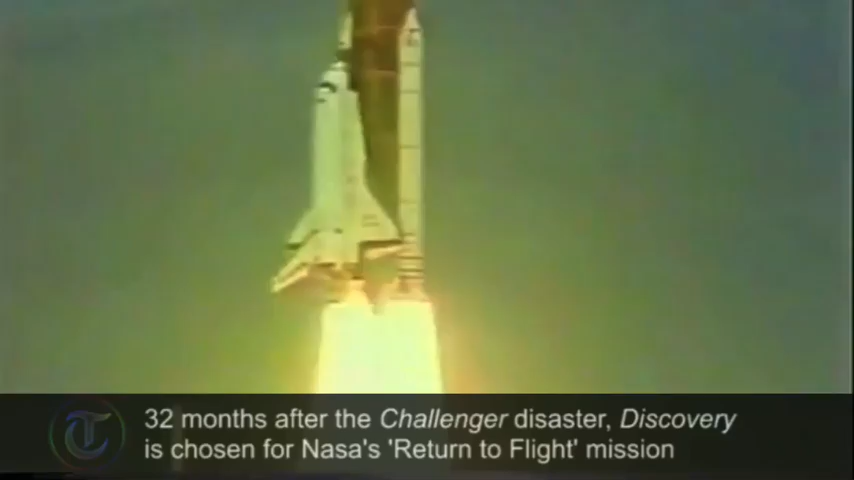 32 months after the Challenger disaster, Discovery
is chosen for Nasa's 'Return to Flight' mission